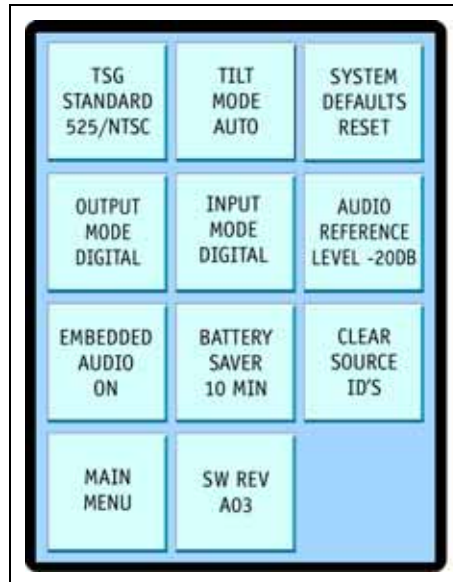 TSG
STANDARD
525/NTSC
TILT
MODE
AUTO
SYSTEM
DEFAULTS
RESET
OUTPUT
MODE
DIGITAL
INPUT
MODE
DIGITAL
AUDIO
REFERENCE
LEVEL -20DB
EMBEDDED
AUDIO
ON
BATTERY
SAVER
10 MIN
CLEAR
SOURCE
ID'S
MAIN
MENU
SW REV
A03